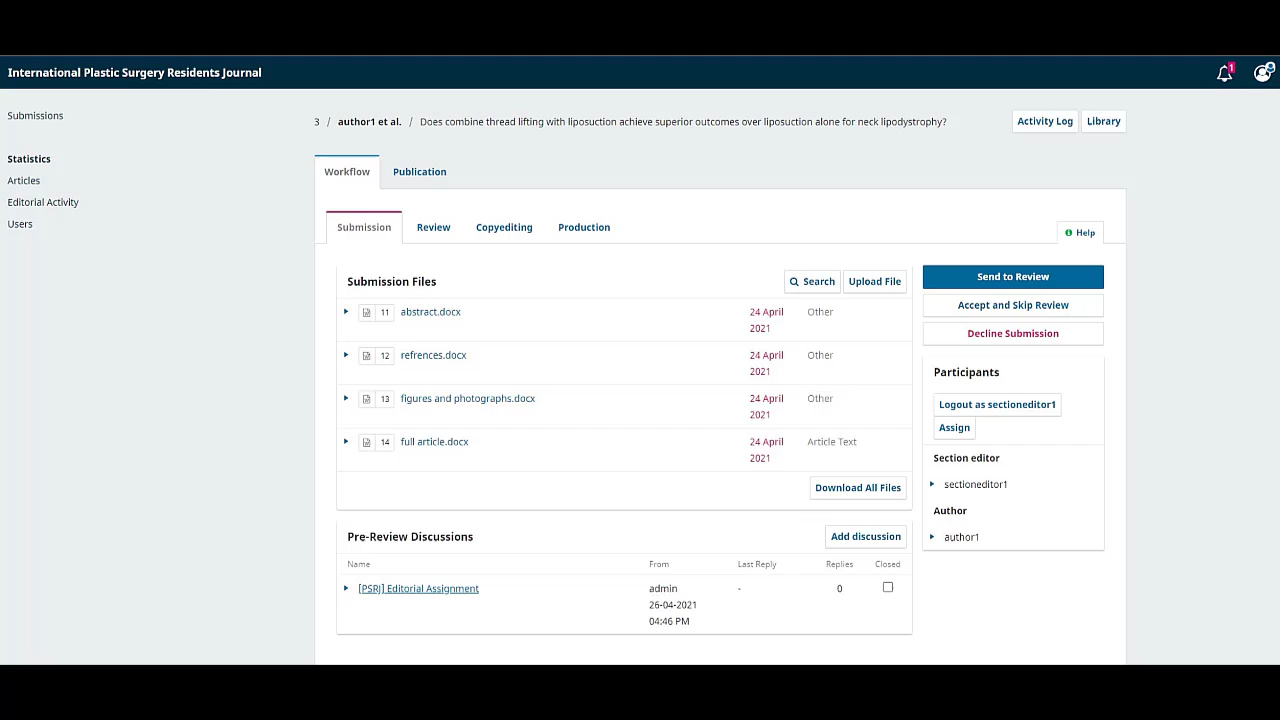 International Plastic Surgery Residents Journal
1
Submissions
Statistics
Articles
Editorial Activity
Users
3 / author1 et al. / Does combine thread lifting with liposuction achieve superior outcomes over liposuction alone for neck lipodystrophy?
Activity Log
Library
Workflow
Publication
Submission
Review
Copyediting
Production
Help
Submission Files
Search
Upload File
11 abstract.docx 24 April Other
2021
12 refrences.docx 24 April Other
2021
13 figures and photographs.docx 24 April Other
2021
14 full article.docx 24 April Article Text
2021
Download All Files
Pre-Review Discussions
Add discussion
Name From Last Reply Replies Closed
[PSRJ] Editorial Assignment admin - 0
26-04-2021
04:46 PM
Send to Review
Accept and Skip Review
Decline Submission
Participants
Logout as sectioneditor1
Assign
Section editor
sectioneditor1
Author
author1